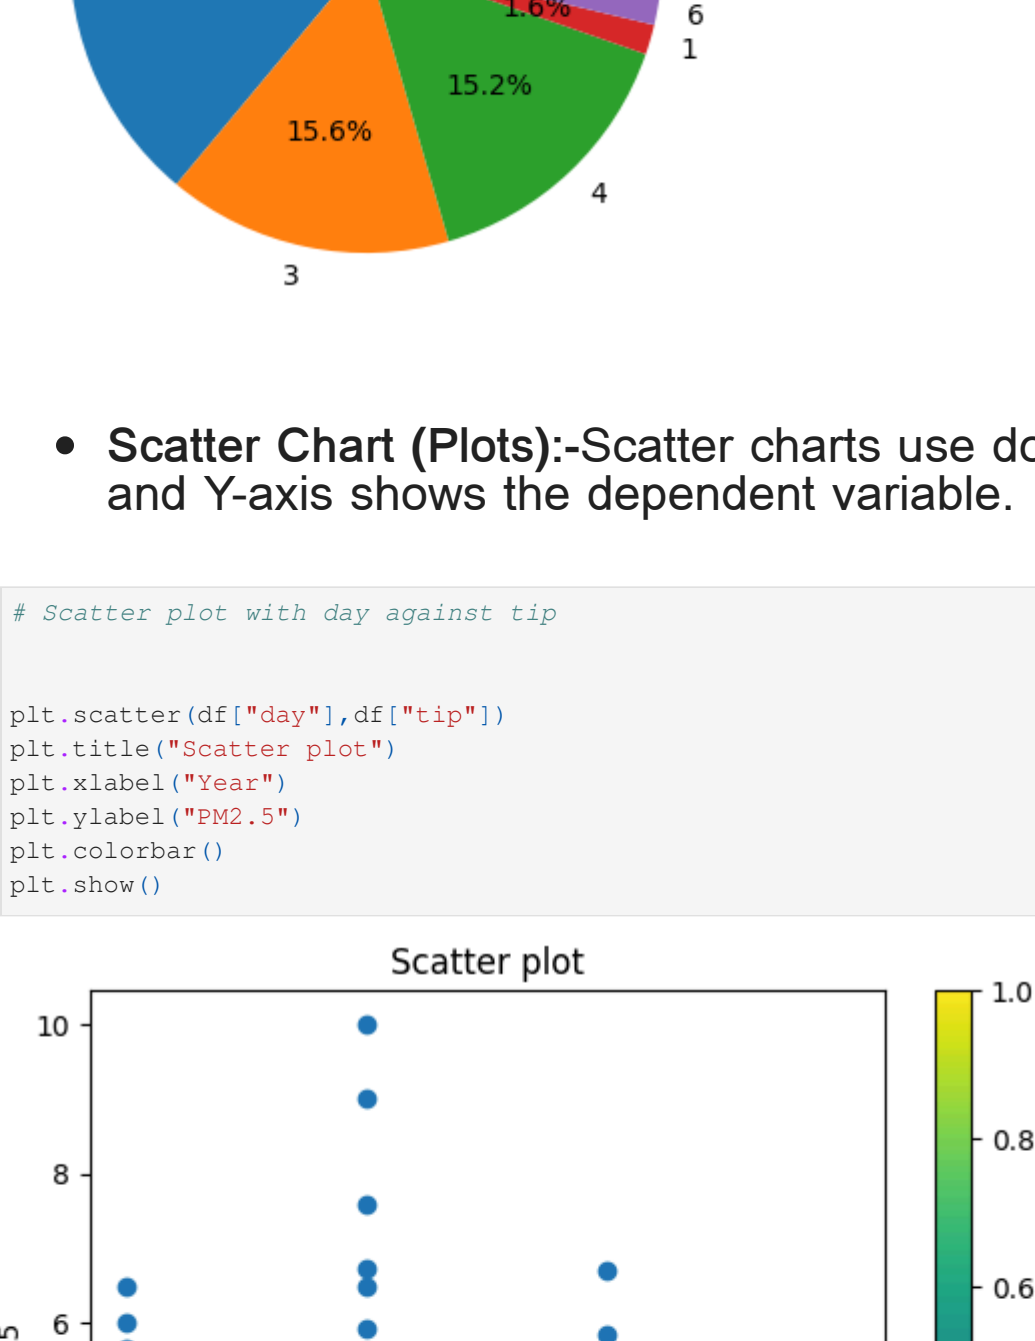 1.6%
6
1
15.2%
15.6%
4
3
Scatter Chart (Plots):-Scatter charts use
and Y-axis shows the dependent variable.
# Scatter plot with day against tip
plt.scatter(df["day"],df["tip"])
plt.title("Scatter plot")
plt.xlabel("Year")
plt.ylabel("PM2.5")
plt.colorbar()
plt.show()
Scatter plot
10
1.0
8
0.8
0.6
6